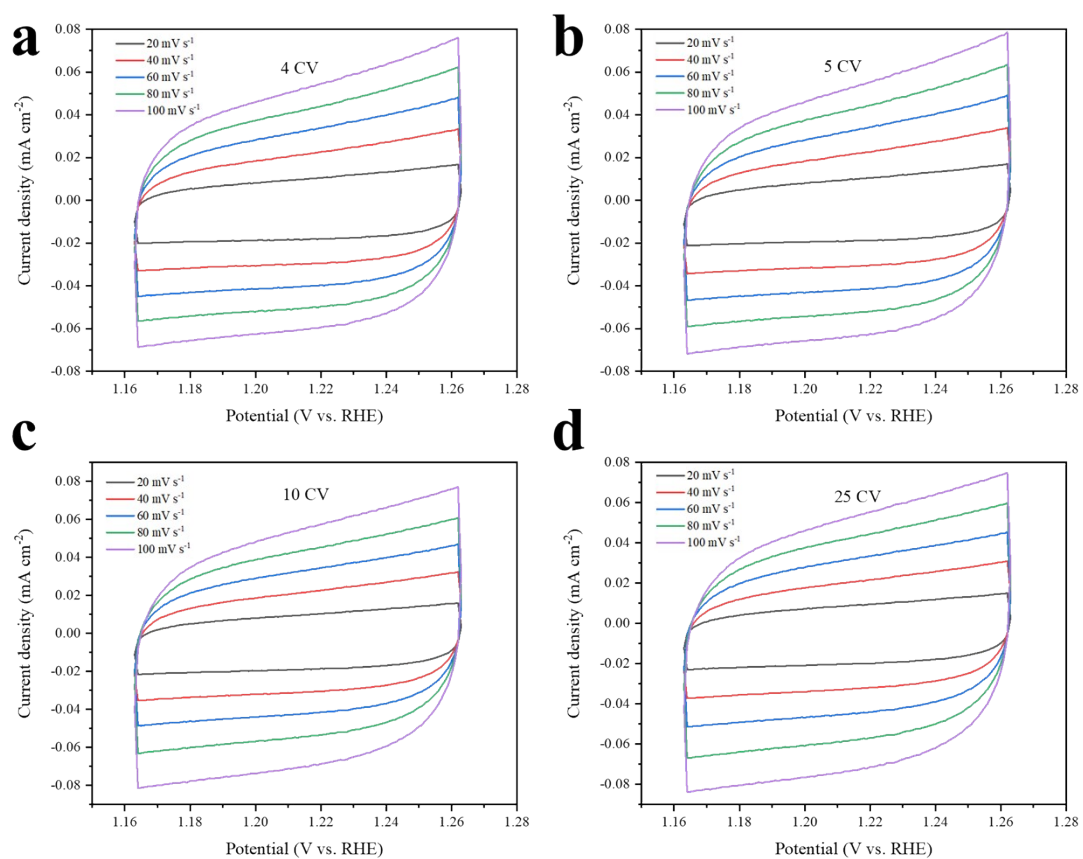 a
20 mV s⁻¹
40 mV s⁻¹
60 mV s⁻¹
80 mV s⁻¹
100 mV s⁻¹
4 CV
0.08
0.06
0.04
0.02
0.00
-0.02
-0.04
-0.06
-0.08
Current density (mA cm⁻²)
1.16 1.18 1.20 1.22 1.24 1.26 1.28
Potential (V vs. RHE)
b
20 mV s⁻¹
40 mV s⁻¹
60 mV s⁻¹
80 mV s⁻¹
100 mV s⁻¹
5 CV
0.08
0.06
0.04
0.02
0.00
-0.02
-0.04
-0.06
-0.08
Current density (mA cm⁻²)
1.16 1.18 1.20 1.22 1.24 1.26 1.28
Potential (V vs. RHE)
c
20 mV s⁻¹
40 mV s⁻¹
60 mV s⁻¹
80 mV s⁻¹
100 mV s⁻¹
10 CV
0.08
0.06
0.04
0.02
0.00
-0.02
-0.04
-0.06
-0.08
Current density (mA cm⁻²)
1.16 1.18 1.20 1.22 1.24 1.26 1.28
Potential (V vs. RHE)
d
20 mV s⁻¹
40 mV s⁻¹
60 mV s⁻¹
80 mV s⁻¹
100 mV s⁻¹
25 CV
0.08
0.06
0.04
0.02
0.00
-0.02
-0.04
-0.06
-0.08
Current density (mA cm⁻²)
1.16 1.18 1.20 1.22 1.24 1.26 1.28
Potential (V vs. RHE)